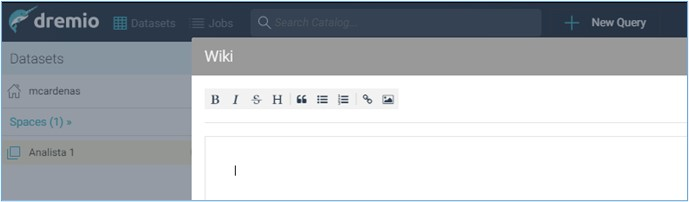 dremio Datasets Jobs Search Catalog... New Query
Datasets
Wiki
mcardenas
B I S H
Spaces (1) »
Analista 1